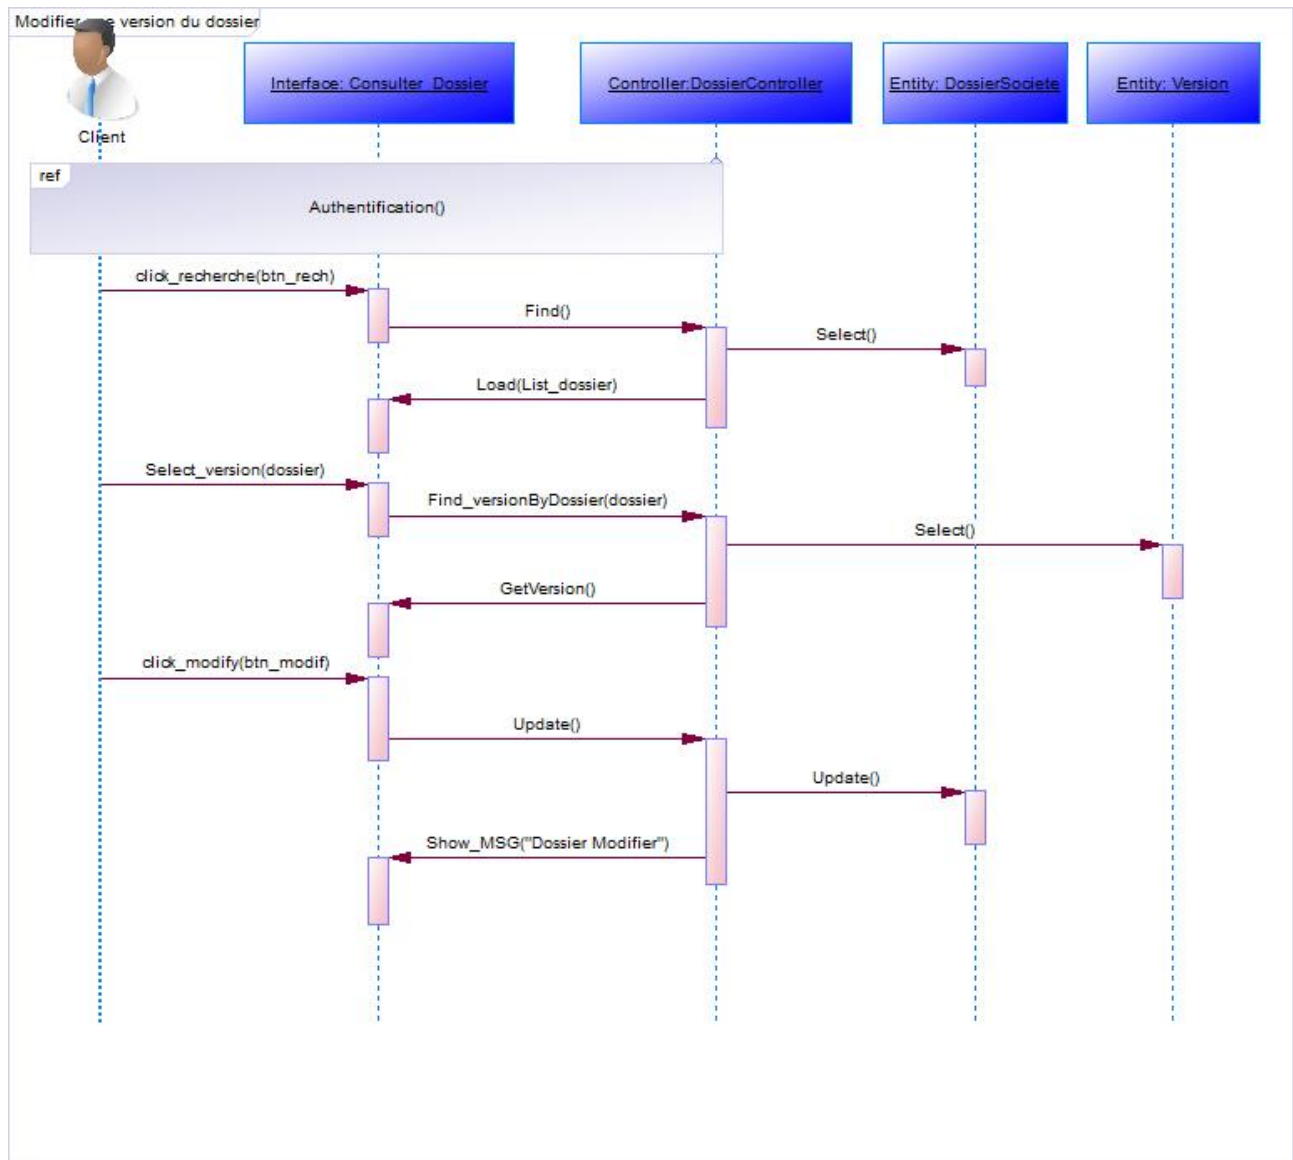 Modifier version du dossier
Interface: Consulter_Dossier
Controller:DossierController
Entity: DossierSociete
Entity: Version
Client
ref
Authentification()
click_recherche(btn_rech)
Find()
Select()
Load(List_dossier)
Select_version(dossier)
Find_versionByDossier(dossier)
Select()
GetVersion()
click_modify(btn_modif)
Update()
Update()
Show_MSG("Dossier Modifier")